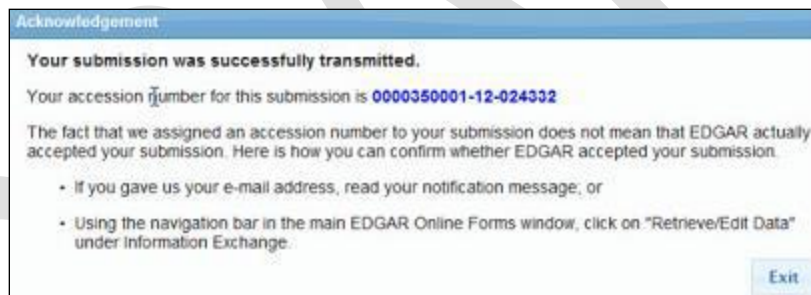 Acknowledgement
Your submission was successfully transmitted.
Your accession number for this submission is 0000350001-12-024332
The fact that we assigned an accession number to your submission does not mean that EDGAR actually
accepted your submission. Here is how you can confirm whether EDGAR accepted your submission.
• If you gave us your e-mail address, read your notification message; or
• Using the navigation bar in the main EDGAR Online Forms window, click on "Retrieve/Edit Data"
under Information Exchange.
Exit